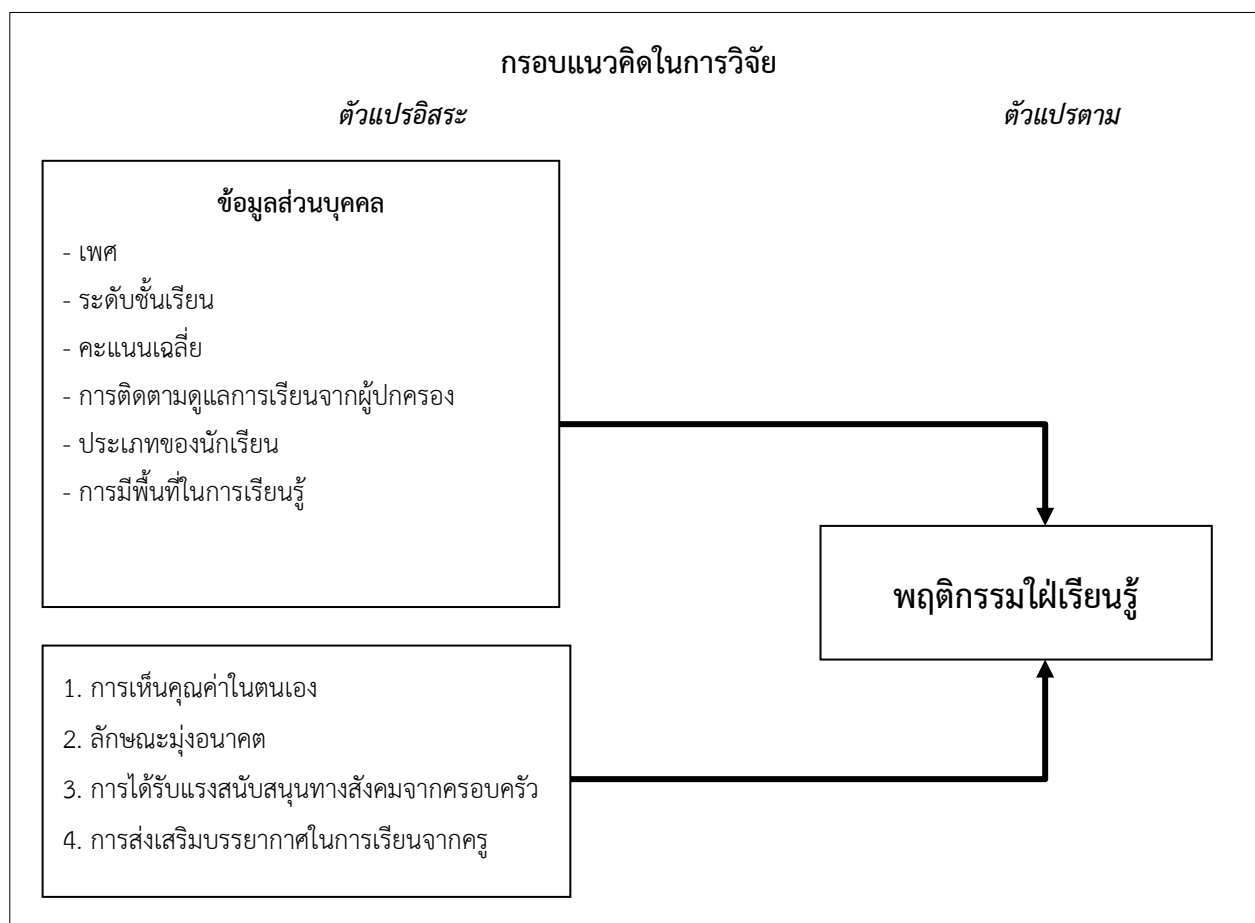 กรอบแนวคิดในการวิจัย
ตัวแปรอิสระ
ตัวแปรตาม
ข้อมูลส่วนบุคคล
- เพศ
- ระดับชั้นเรียน
- คะแนนเฉลี่ย
- การติดตามดูแลการเรียนจากผู้ปกครอง
- ประเภทของนักเรียน
- การมีพื้นที่ในการเรียนรู้
พฤติกรรมใฝ่เรียนรู้
1. การเห็นคุณค่าในตนเอง
2. ลักษณะมุ่งอนาคต
3. การได้รับแรงสนับสนุนทางสังคมจากครอบครัว
4. การส่งเสริมบรรยากาศในการเรียนจากครู